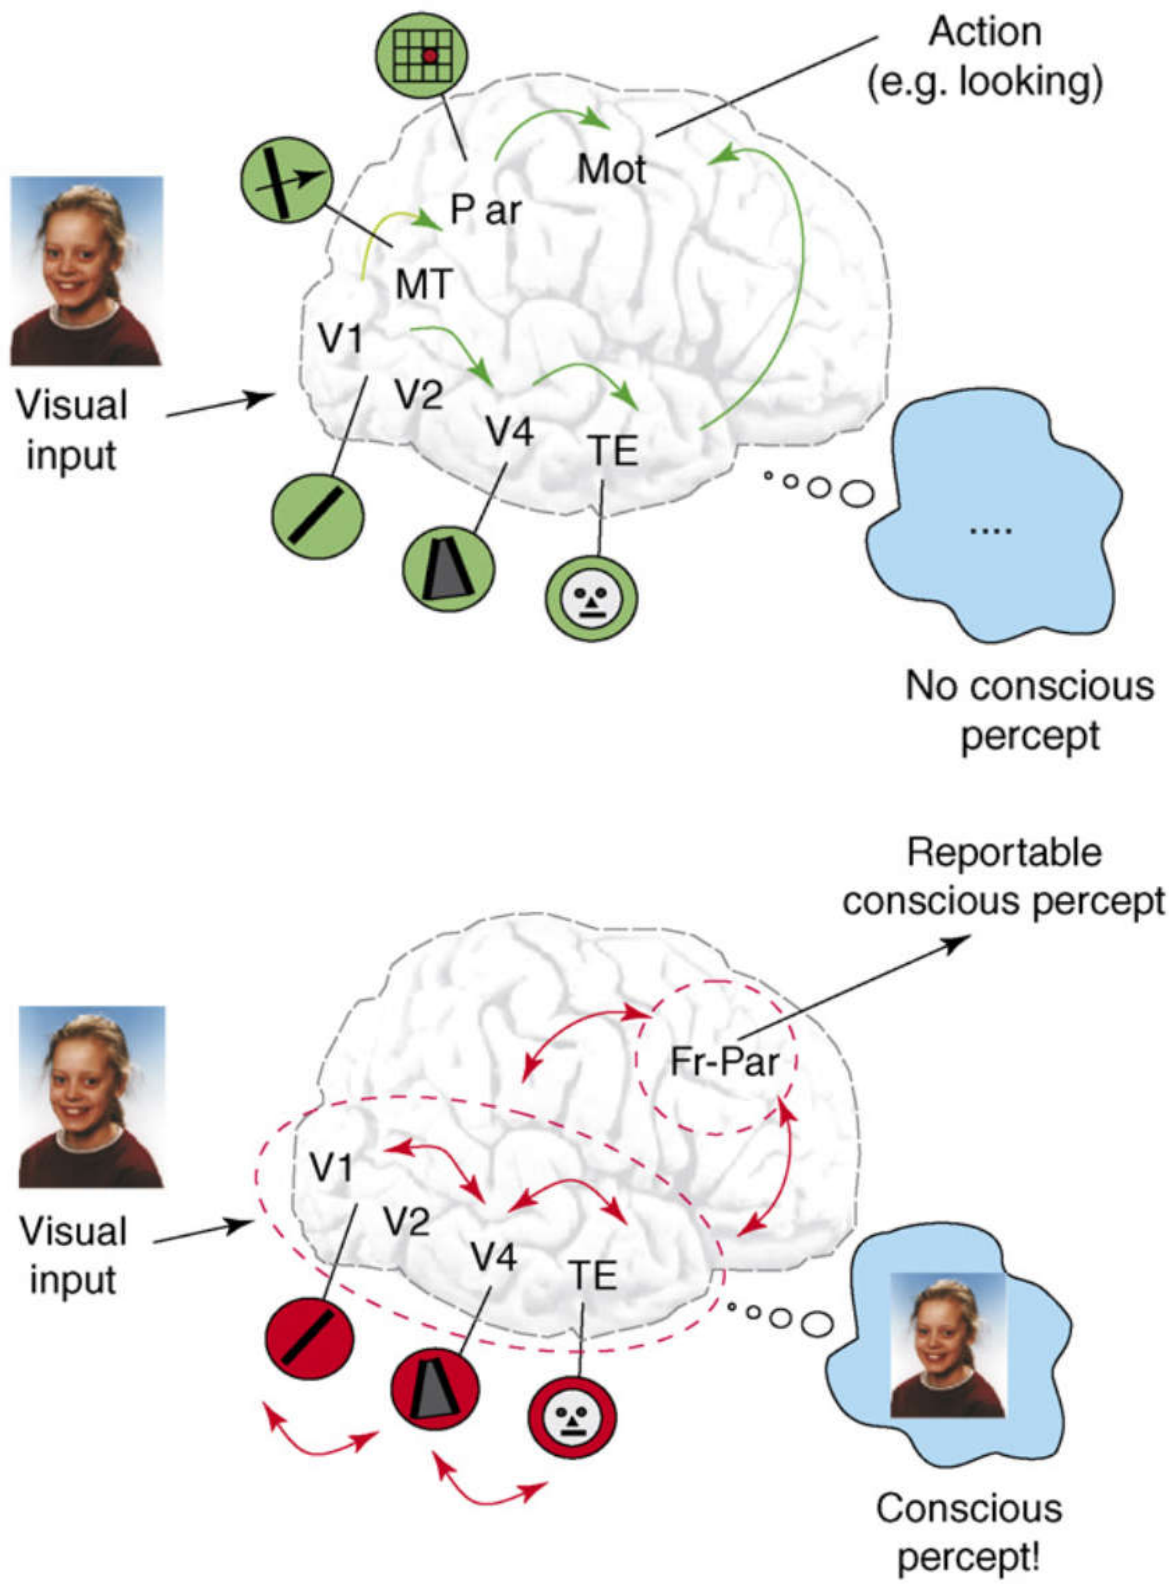 Action
(e.g. looking)
Mot
P ar
MT
V1
V2
V4
TE
Visual
input
....
No conscious
percept
Reportable
conscious percept
Fr-Par
V1
V2
V4
TE
Visual
input
Conscious
percept!